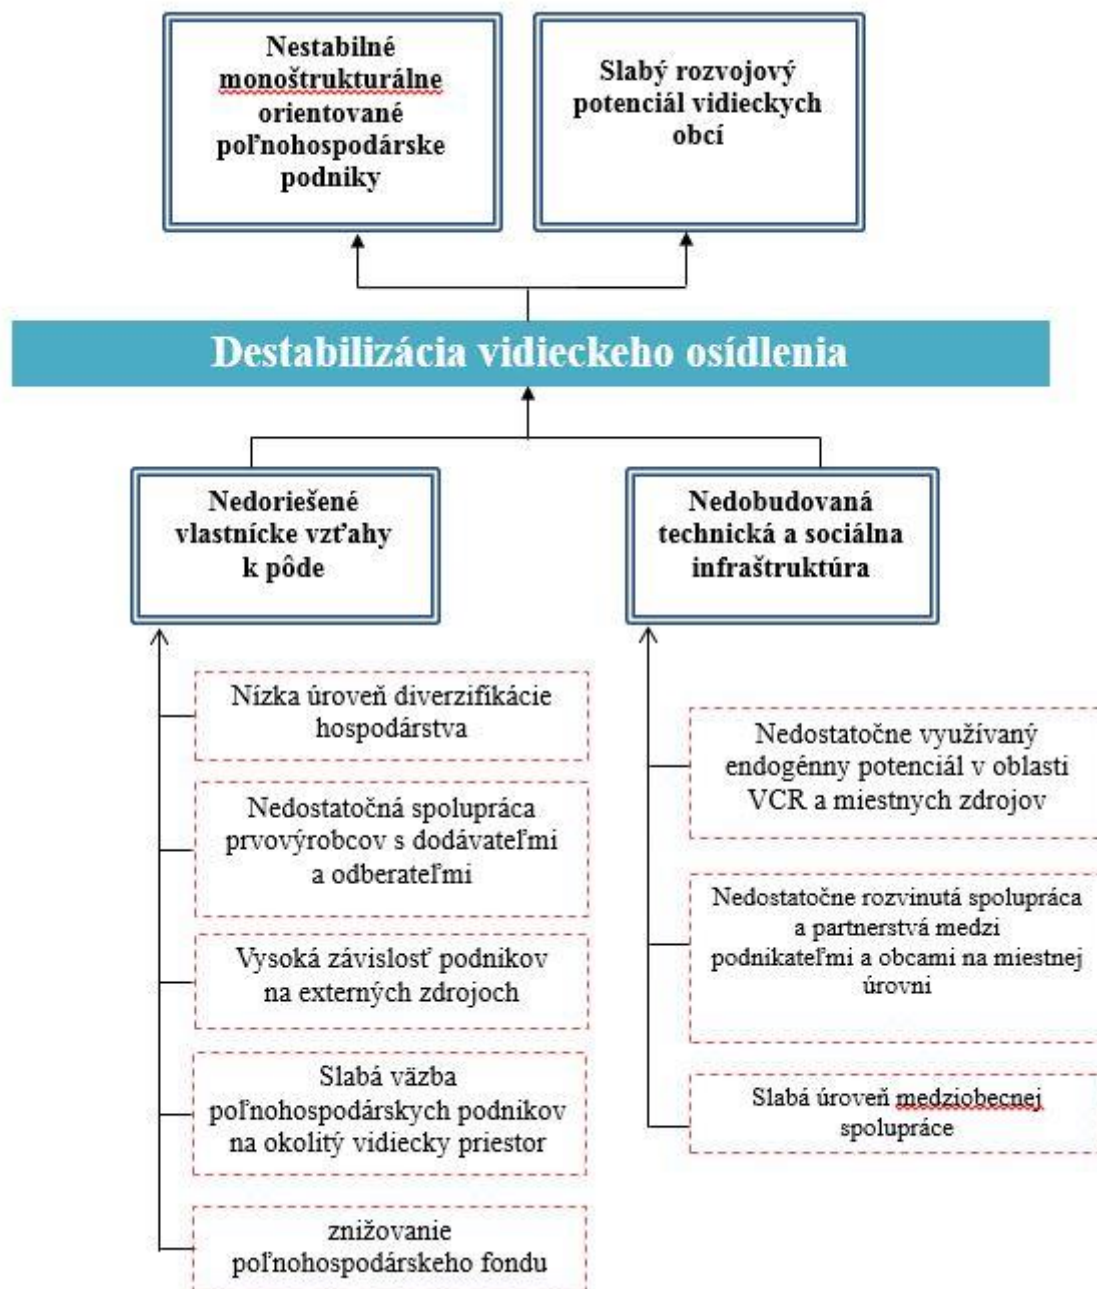 Nestabilné
monoštrukturálne
orientované
poľnohospodárske
podniky
Slabý rozvojový
potenciál vidieckych
obcí
Destabilizácia vidieckeho osídlenia
Nedoriešené
vlastnícke vzťahy
k pôde
Nízka úroveň diverzifikácie
hospodárstva
Nedostatočná spolupráca
prvovýrobcov s dodávateľmi
a odberateľmi
Vysoká závislosť podnikov
na externých zdrojoch
Slabá väzba
poľnohospodárskych podnikov
na okolitý vidiecky priestor
znižovanie
poľnohospodárskeho fondu
Nedobudovaná
technická a sociálna
infraštruktúra
Nedostatočne využívaný
endogénny potenciál v oblasti
VCR a miestnych zdrojov
Nedostatočne rozvinutá spolupráca
a partnerstvá medzi
podnikateľmi a obcami na miestnej
úrovni
Slabá úroveň medziobecnej
spolupráce